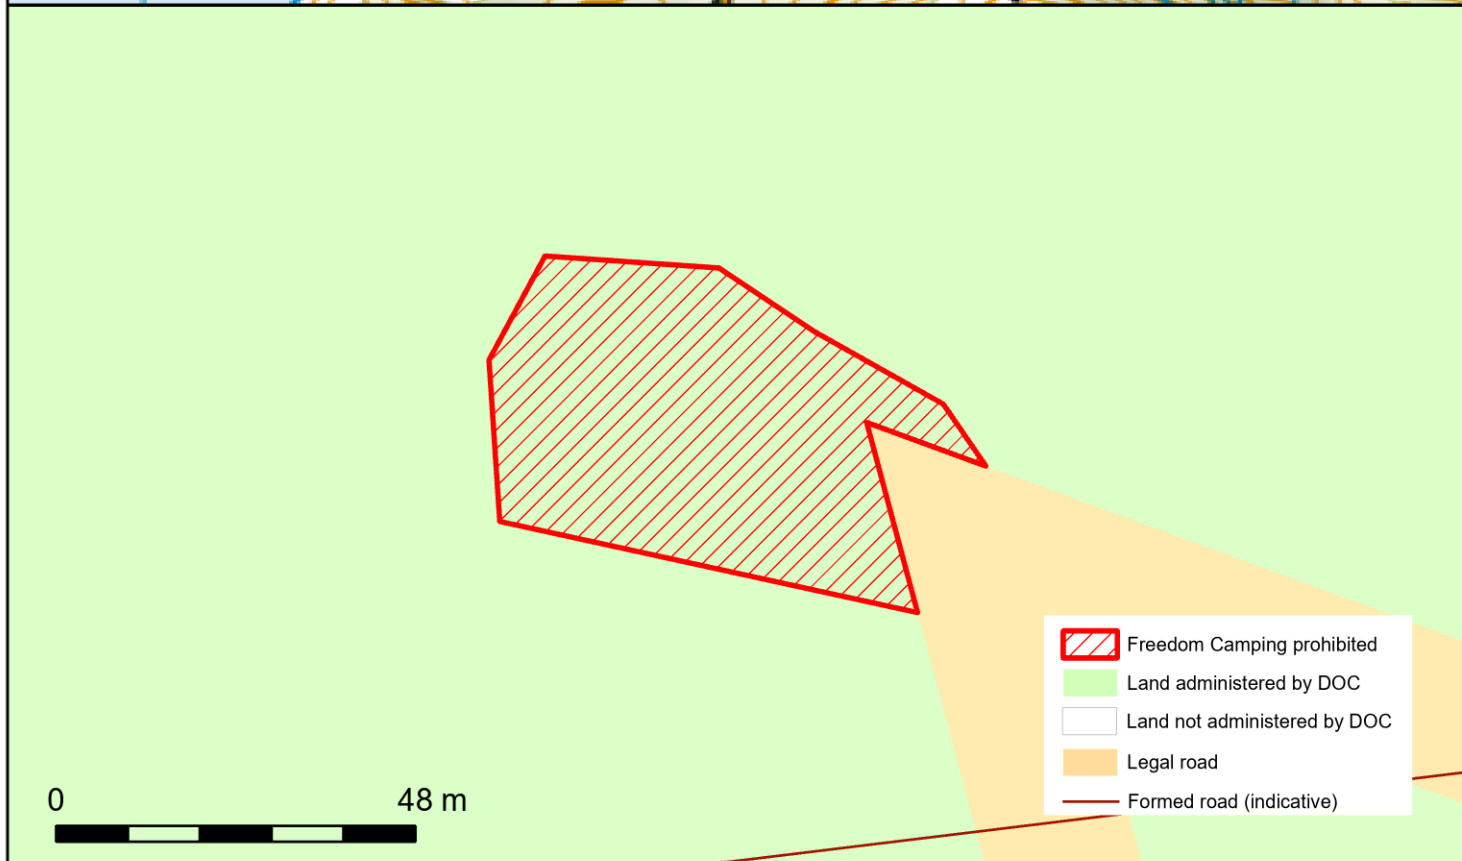 Freedom Camping prohibited
Land administered by DOC
Land not administered by DOC
Legal road
Formed road (indicative)
0 48 m